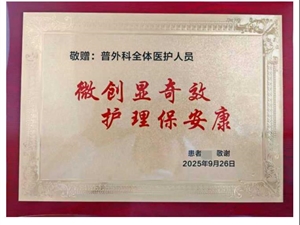 敬赠：普外科全体医护人员
微创显奇效
护理保安康
患者 敬谢
2025年9月26日